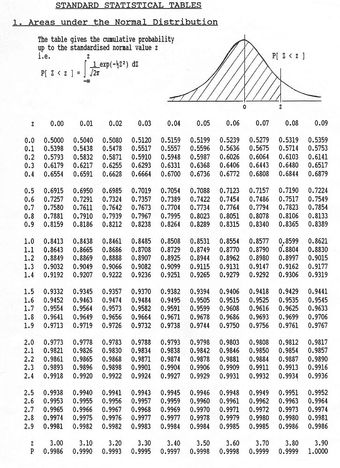 STANDARD STATISTICAL TABLES
1. Areas under the Normal Distribution
The table gives the cumulative probability
up to the standardised normal value z
i.e.
P[ Z < z ] = ∫ 1/√2π exp(-½Z²) dZ
z
-∞
P[ Z < z ]
0 z
z 0.00 0.01 0.02 0.03 0.04 0.05 0.06 0.07 0.08 0.09
0.0 0.5000 0.5040 0.5080 0.5120 0.5159 0.5199 0.5239 0.5279 0.5319 0.5359
0.1 0.5398 0.5438 0.5478 0.5517 0.5557 0.5596 0.5636 0.5675 0.5714 0.5753
0.2 0.5793 0.5832 0.5871 0.5910 0.5948 0.5987 0.6026 0.6064 0.6103 0.6141
0.3 0.6179 0.6217 0.6255 0.6293 0.6331 0.6368 0.6406 0.6443 0.6480 0.6517
0.4 0.6554 0.6591 0.6628 0.6664 0.6700 0.6736 0.6772 0.6808 0.6844 0.6879
0.5 0.6915 0.6950 0.6985 0.7019 0.7054 0.7088 0.7123 0.7157 0.7190 0.7224
0.6 0.7257 0.7291 0.7324 0.7357 0.7389 0.7422 0.7454 0.7486 0.7517 0.7549
0.7 0.7580 0.7611 0.7642 0.7673 0.7704 0.7734 0.7764 0.7794 0.7823 0.7854
0.8 0.7881 0.7910 0.7939 0.7967 0.7995 0.8023 0.8051 0.8078 0.8106 0.8133
0.9 0.8159 0.8186 0.8212 0.8238 0.8264 0.8289 0.8315 0.8340 0.8365 0.8389
1.0 0.8413 0.8438 0.8461 0.8485 0.8508 0.8531 0.8554 0.8577 0.8599 0.8621
1.1 0.8643 0.8665 0.8686 0.8708 0.8729 0.8749 0.8770 0.8790 0.8804 0.8830
1.2 0.8849 0.8869 0.8888 0.8907 0.8925 0.8944 0.8962 0.8980 0.8997 0.9015
1.3 0.9032 0.9049 0.9066 0.9082 0.9099 0.9115 0.9131 0.9147 0.9162 0.9177
1.4 0.9192 0.9207 0.9222 0.9236 0.9251 0.9265 0.9279 0.9292 0.9306 0.9319
1.5 0.9332 0.9345 0.9357 0.9370 0.9382 0.9394 0.9406 0.9418 0.9429 0.9441
1.6 0.9452 0.9463 0.9474 0.9484 0.9495 0.9505 0.9515 0.9525 0.9535 0.9545
1.7 0.9554 0.9564 0.9573 0.9582 0.9591 0.9599 0.9608 0.9616 0.9625 0.9633
1.8 0.9641 0.9649 0.9656 0.9664 0.9671 0.9678 0.9686 0.9693 0.9699 0.9706
1.9 0.9713 0.9719 0.9726 0.9732 0.9738 0.9744 0.9750 0.9756 0.9761 0.9767
2.0 0.9773 0.9778 0.9783 0.9788 0.9793 0.9798 0.9803 0.9808 0.9812 0.9817
2.1 0.9821 0.9826 0.9830 0.9834 0.9838 0.9842 0.9846 0.9850 0.9854 0.9857
2.2 0.9861 0.9865 0.9868 0.9871 0.9874 0.9878 0.9881 0.9884 0.9887 0.9890
2.3 0.9893 0.9896 0.9898 0.9901 0.9904 0.9906 0.9909 0.9911 0.9913 0.9916
2.4 0.9918 0.9920 0.9922 0.9924 0.9927 0.9929 0.9931 0.9932 0.9934 0.9936
2.5 0.9938 0.9940 0.9941 0.9943 0.9945 0.9946 0.9948 0.9949 0.9951 0.9952
2.6 0.9953 0.9955 0.9956 0.9957 0.9959 0.9960 0.9961 0.9962 0.9963 0.9964
2.7 0.9965 0.9966 0.9967 0.9968 0.9969 0.9970 0.9971 0.9972 0.9973 0.9974
2.8 0.9974 0.9975 0.9976 0.9977 0.9977 0.9978 0.9979 0.9980 0.9980 0.9981
2.9 0.9981 0.9982 0.9982 0.9983 0.9984 0.9984 0.9985 0.9985 0.9986 0.9986
z 3.00 3.10 3.20 3.30 3.40 3.50 3.60 3.70 3.80 3.90
P 0.9986 0.9990 0.9993 0.9995 0.9997 0.9998 0.9998 0.9999 0.9999 1.0000